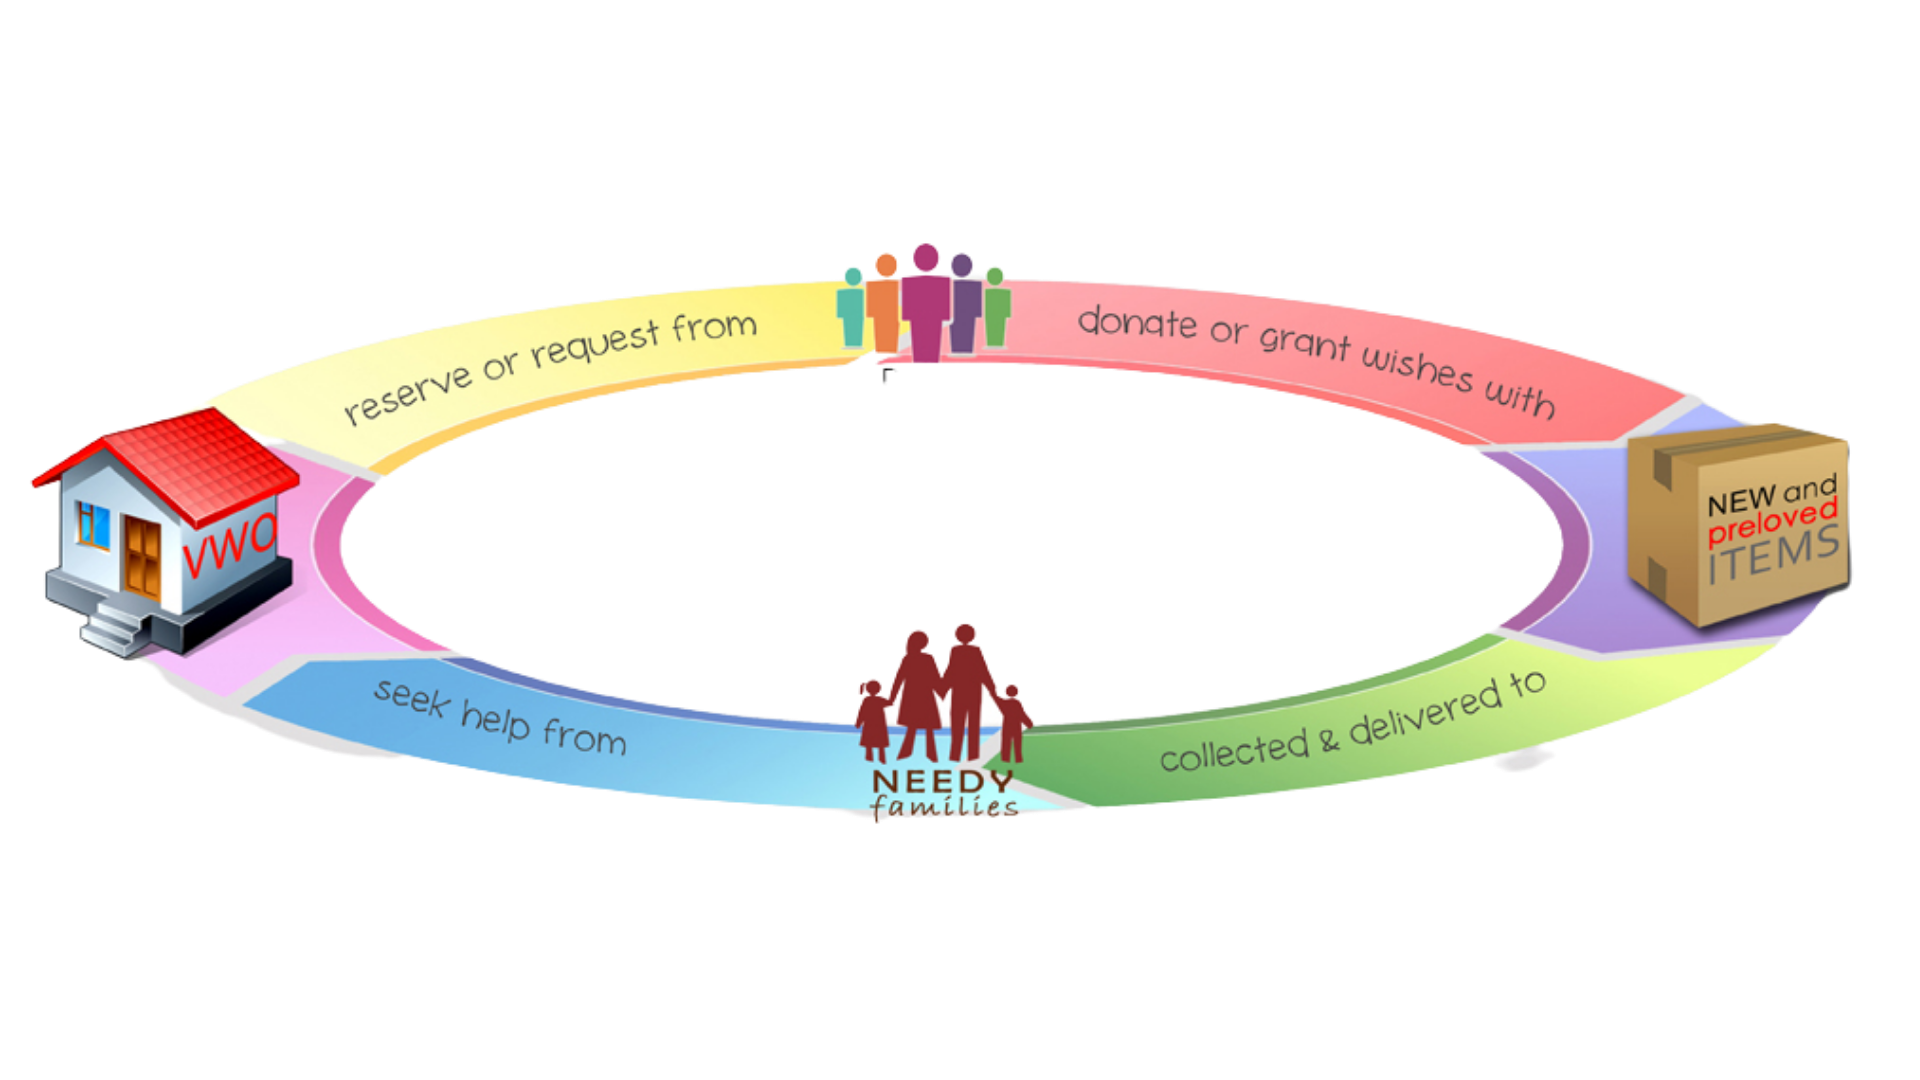 reserve or request from
donate or grant wishes with
VWO
NEW and
preloved
ITEMS
seek help from
collected & delivered to
NEEDY
families